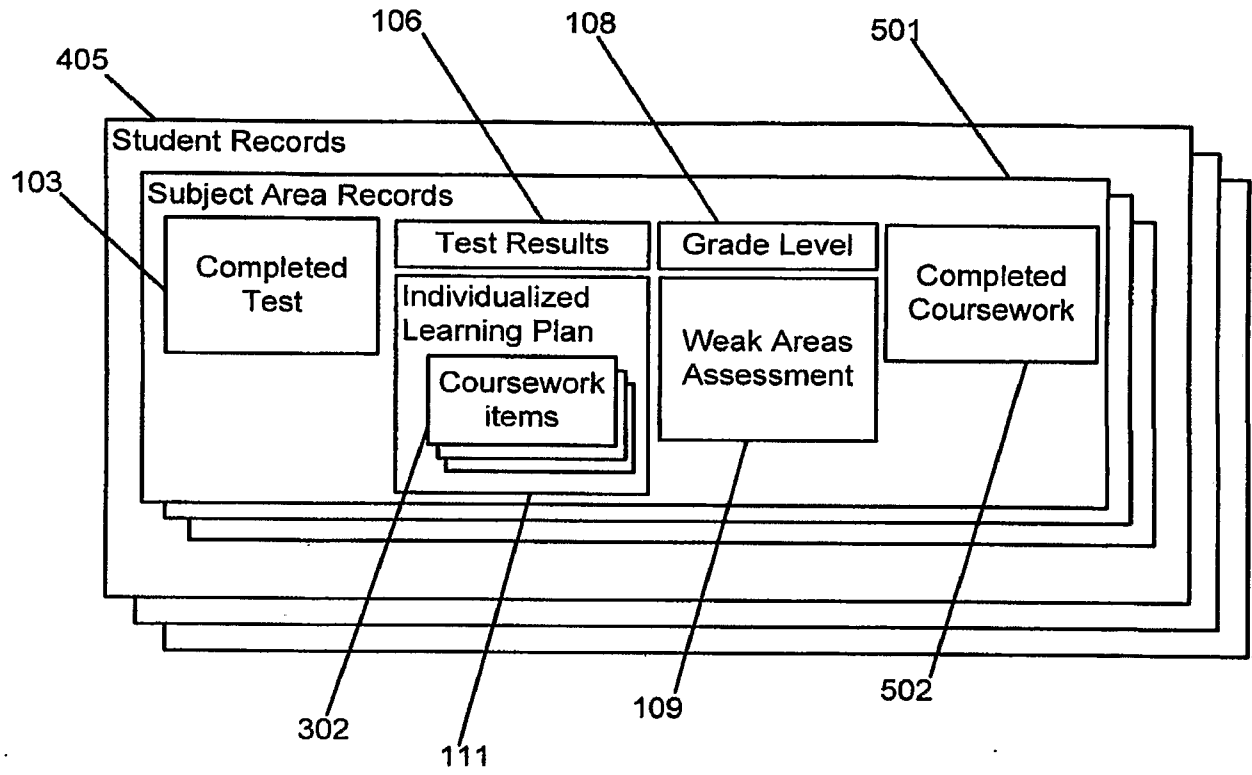 106
108
501
405
Student Records
103
Subject Area Records
Completed
Test
Test Results
Grade Level
Completed
Coursework
Individualized
Learning Plan
Coursework
items
Weak Areas
Assessment
302
111
109
502